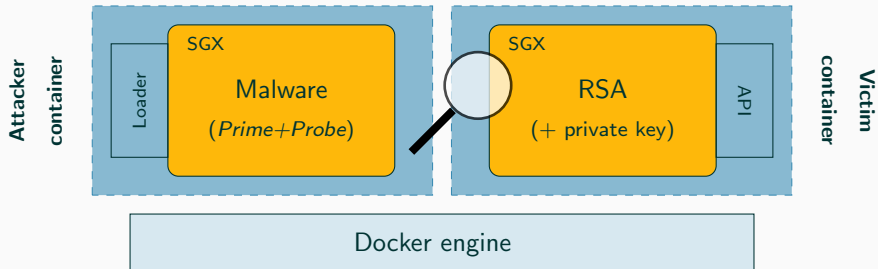 Attacker
container
Loader
SGX
Malware
(Prime+Probe)
SGX
RSA
(+ private key)
API
Victim
container
Docker engine